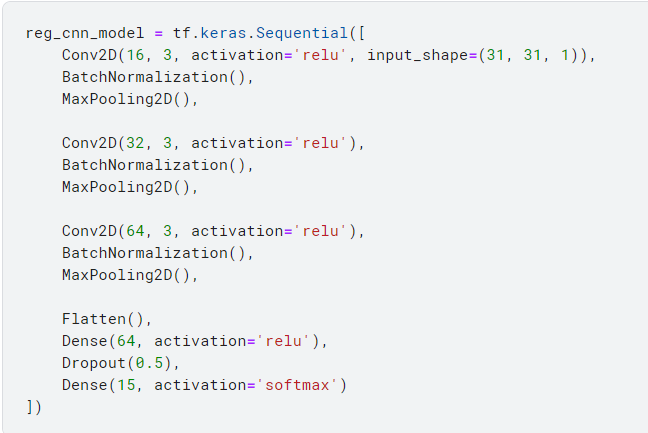 reg_cnn_model = tf.keras.Sequential([
    Conv2D(16, 3, activation='relu', input_shape=(31, 31, 1)),
    BatchNormalization(),
    MaxPooling2D(),

    Conv2D(32, 3, activation='relu'),
    BatchNormalization(),
    MaxPooling2D(),

    Conv2D(64, 3, activation='relu'),
    BatchNormalization(),
    MaxPooling2D(),

    Flatten(),
    Dense(64, activation='relu'),
    Dropout(0.5),
    Dense(15, activation='softmax')
])